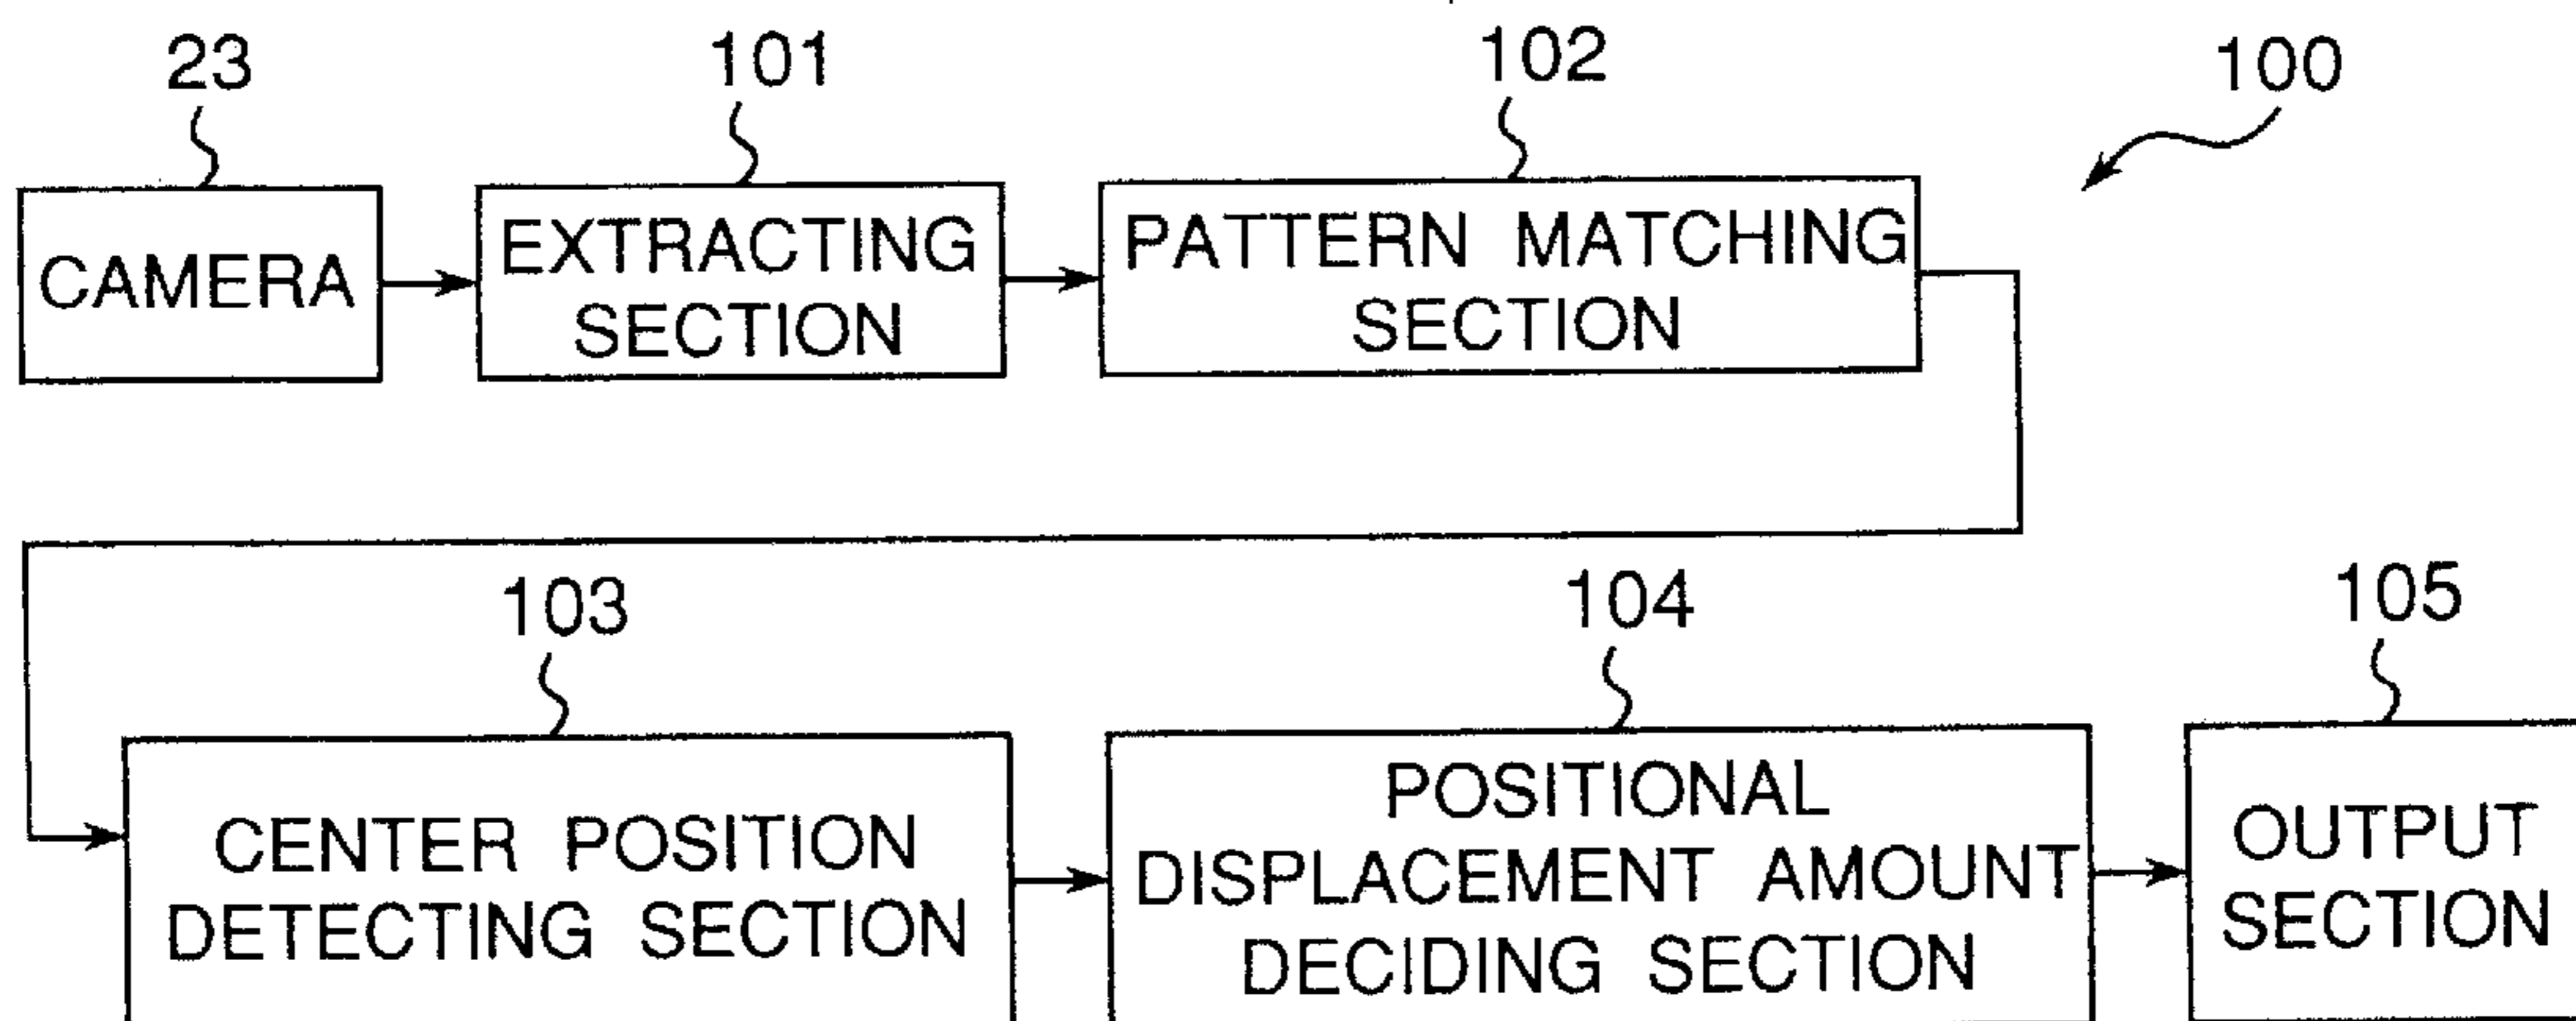 23
101
102
100
CAMERA
EXTRACTING
SECTION
PATTERN MATCHING
SECTION
103
104
105
CENTER POSITION
DETECTING SECTION
POSITIONAL
DISPLACEMENT AMOUNT
DECIDING SECTION
OUTPUT
SECTION